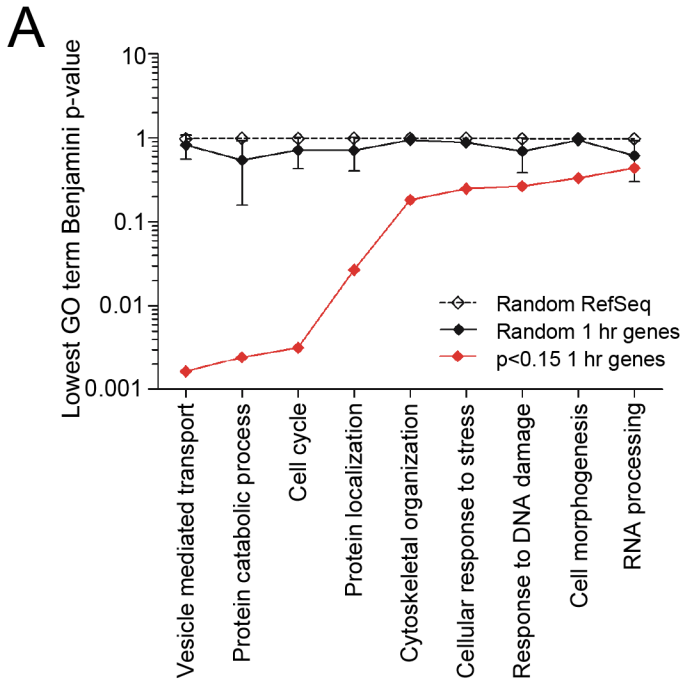 A
Lowest GO term Benjamini p-value
10
1
0.1
0.01
0.001
Random RefSeq
Random 1 hr genes
p<0.15 1 hr genes
Vesicle mediated transport
Protein catabolic process
Cell cycle
Protein localization
Cytoskeletal organization
Cellular response to stress
Response to DNA damage
Cell morphogenesis
RNA processing